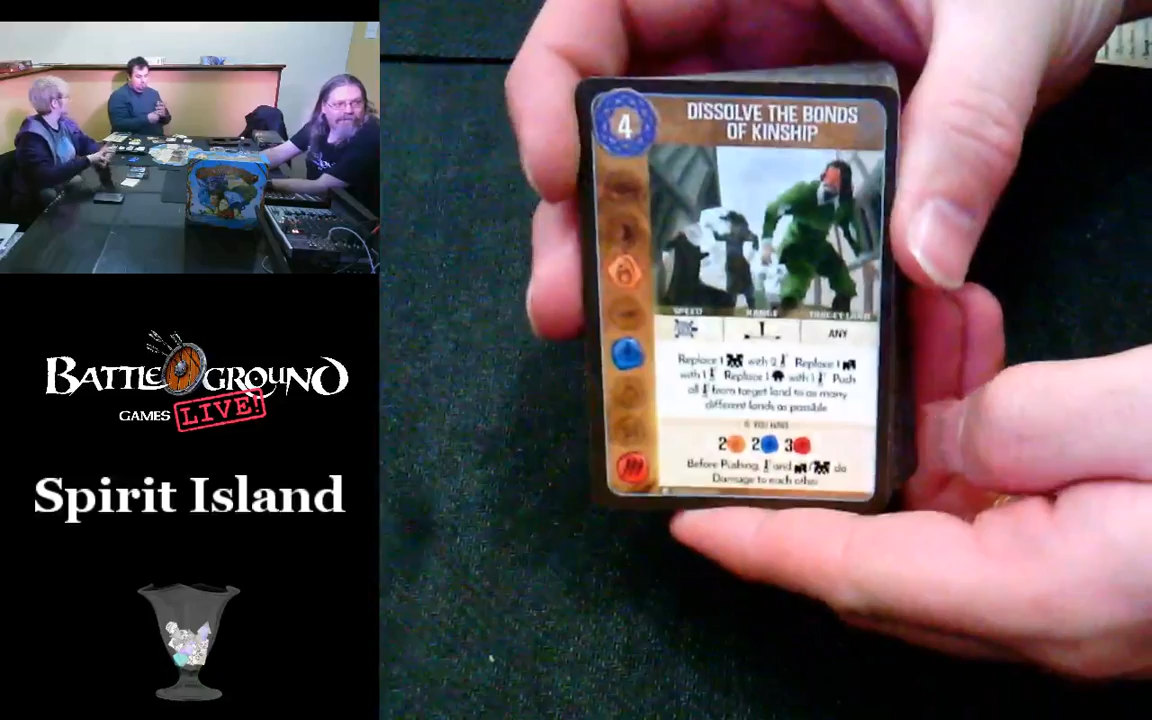 BATTLEGROUND
GAMES LIVE!
Spirit Island
4
DISSOLVE THE BONDS
OF KINSHIP
SPEED RANGE TARGET LAND
1 ANY
Replace 1 with 2 Replace 1
with 1 Replace 1 with 1 Push
all from target land to as many
different lands as possible
IF YOU HAVE
2 2 3
Before Pushing, and / do
Damage to each other